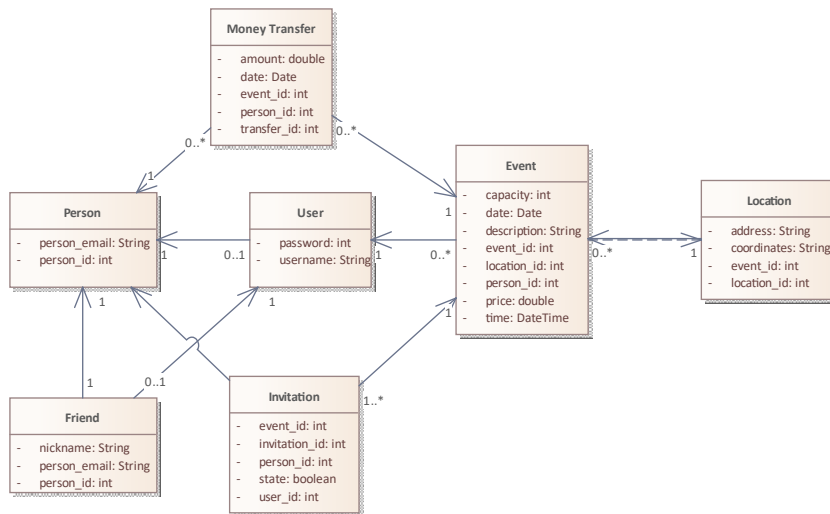 Money Transfer
- amount: double
- date: Date
- event_id: int
- person_id: int
- transfer_id: int
0..*
0..*
1
1
Person
- person_email: String
- person_id: int
User
- password: int
- username: String
1
0..1
1
0..*
Event
- capacity: int
- date: Date
- description: String
- event_id: int
- location_id: int
- person_id: int
- price: double
- time: DateTime
0..*
1
Location
- address: String
- coordinates: String
- event_id: int
- location_id: int
1
1
1
1
0..1
1..*
Friend
- nickname: String
- person_email: String
- person_id: int
Invitation
- event_id: int
- invitation_id: int
- person_id: int
- state: boolean
- user_id: int